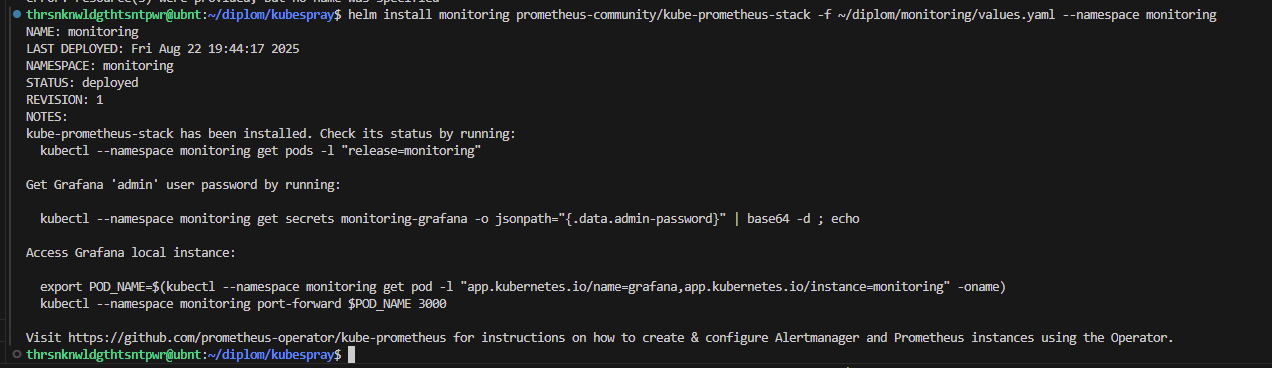 thrsnknwldgthtsntpwr@ubnt:~/diplom/kubespray$ helm install monitoring prometheus-community/kube-prometheus-stack -f ~/diplom/monitoring/values.yaml --namespace monitoring
NAME: monitoring
LAST DEPLOYED: Fri Aug 22 19:44:17 2025
NAMESPACE: monitoring
STATUS: deployed
REVISION: 1
NOTES:
kube-prometheus-stack has been installed. Check its status by running:
  kubectl --namespace monitoring get pods -l "release=monitoring"

Get Grafana 'admin' user password by running:

  kubectl --namespace monitoring get secrets monitoring-grafana -o jsonpath="{.data.admin-password}" | base64 -d ; echo

Access Grafana local instance:

  export POD_NAME=$(kubectl --namespace monitoring get pod -l "app.kubernetes.io/name=grafana,app.kubernetes.io/instance=monitoring" -oname)
  kubectl --namespace monitoring port-forward $POD_NAME 3000

Visit https://github.com/prometheus-operator/kube-prometheus for instructions on how to create & configure Alertmanager and Prometheus instances using the Operator.
thrsnknwldgthtsntpwr@ubnt:~/diplom/kubespray$